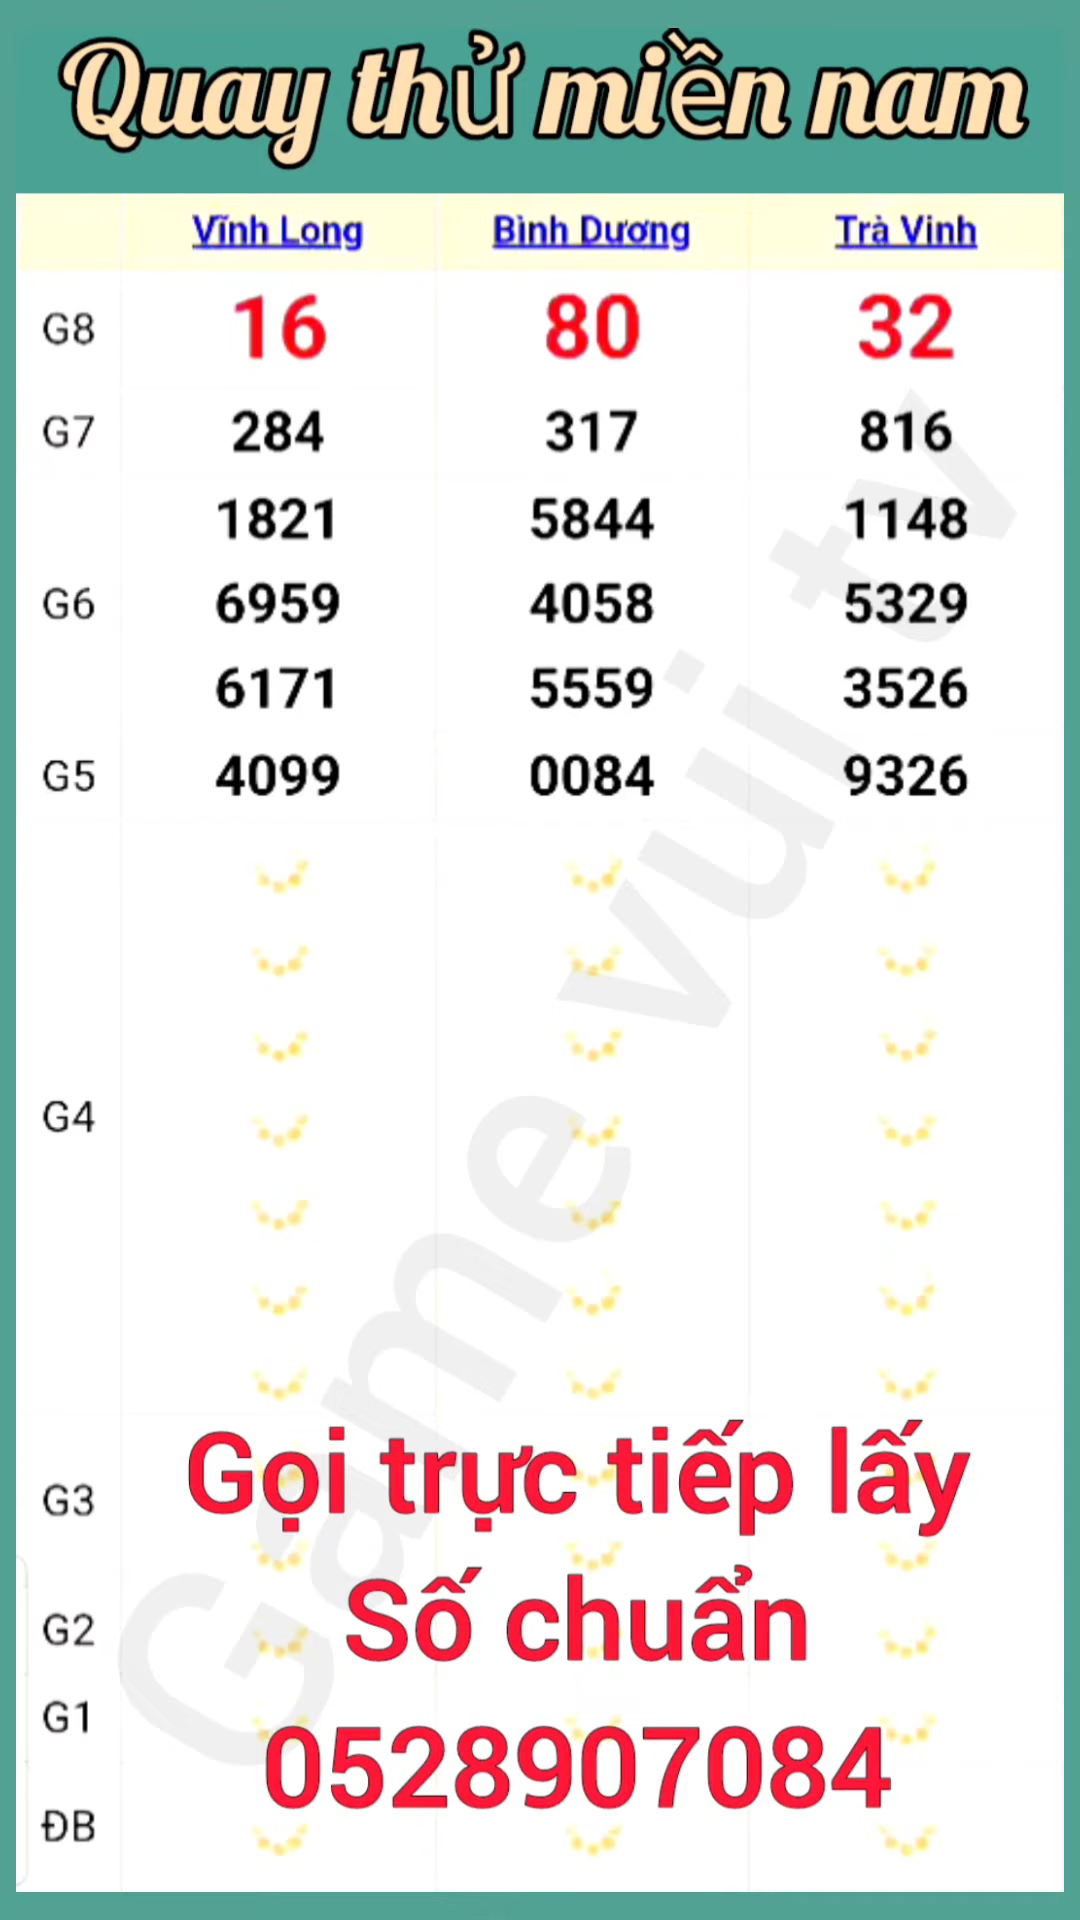 Quay thử miền nam
Vĩnh Long Bình Dương Trà Vinh
G8 16 80 32
G7 284 317 816
1821 5844 1148
G6 6959 4058 5329
6171 5559 3526
G5 4099 0084 9326
G4
G3
Gọi trực tiếp lấy
Số chuẩn
G2
G1
0528907084
ĐB
Game vui tv